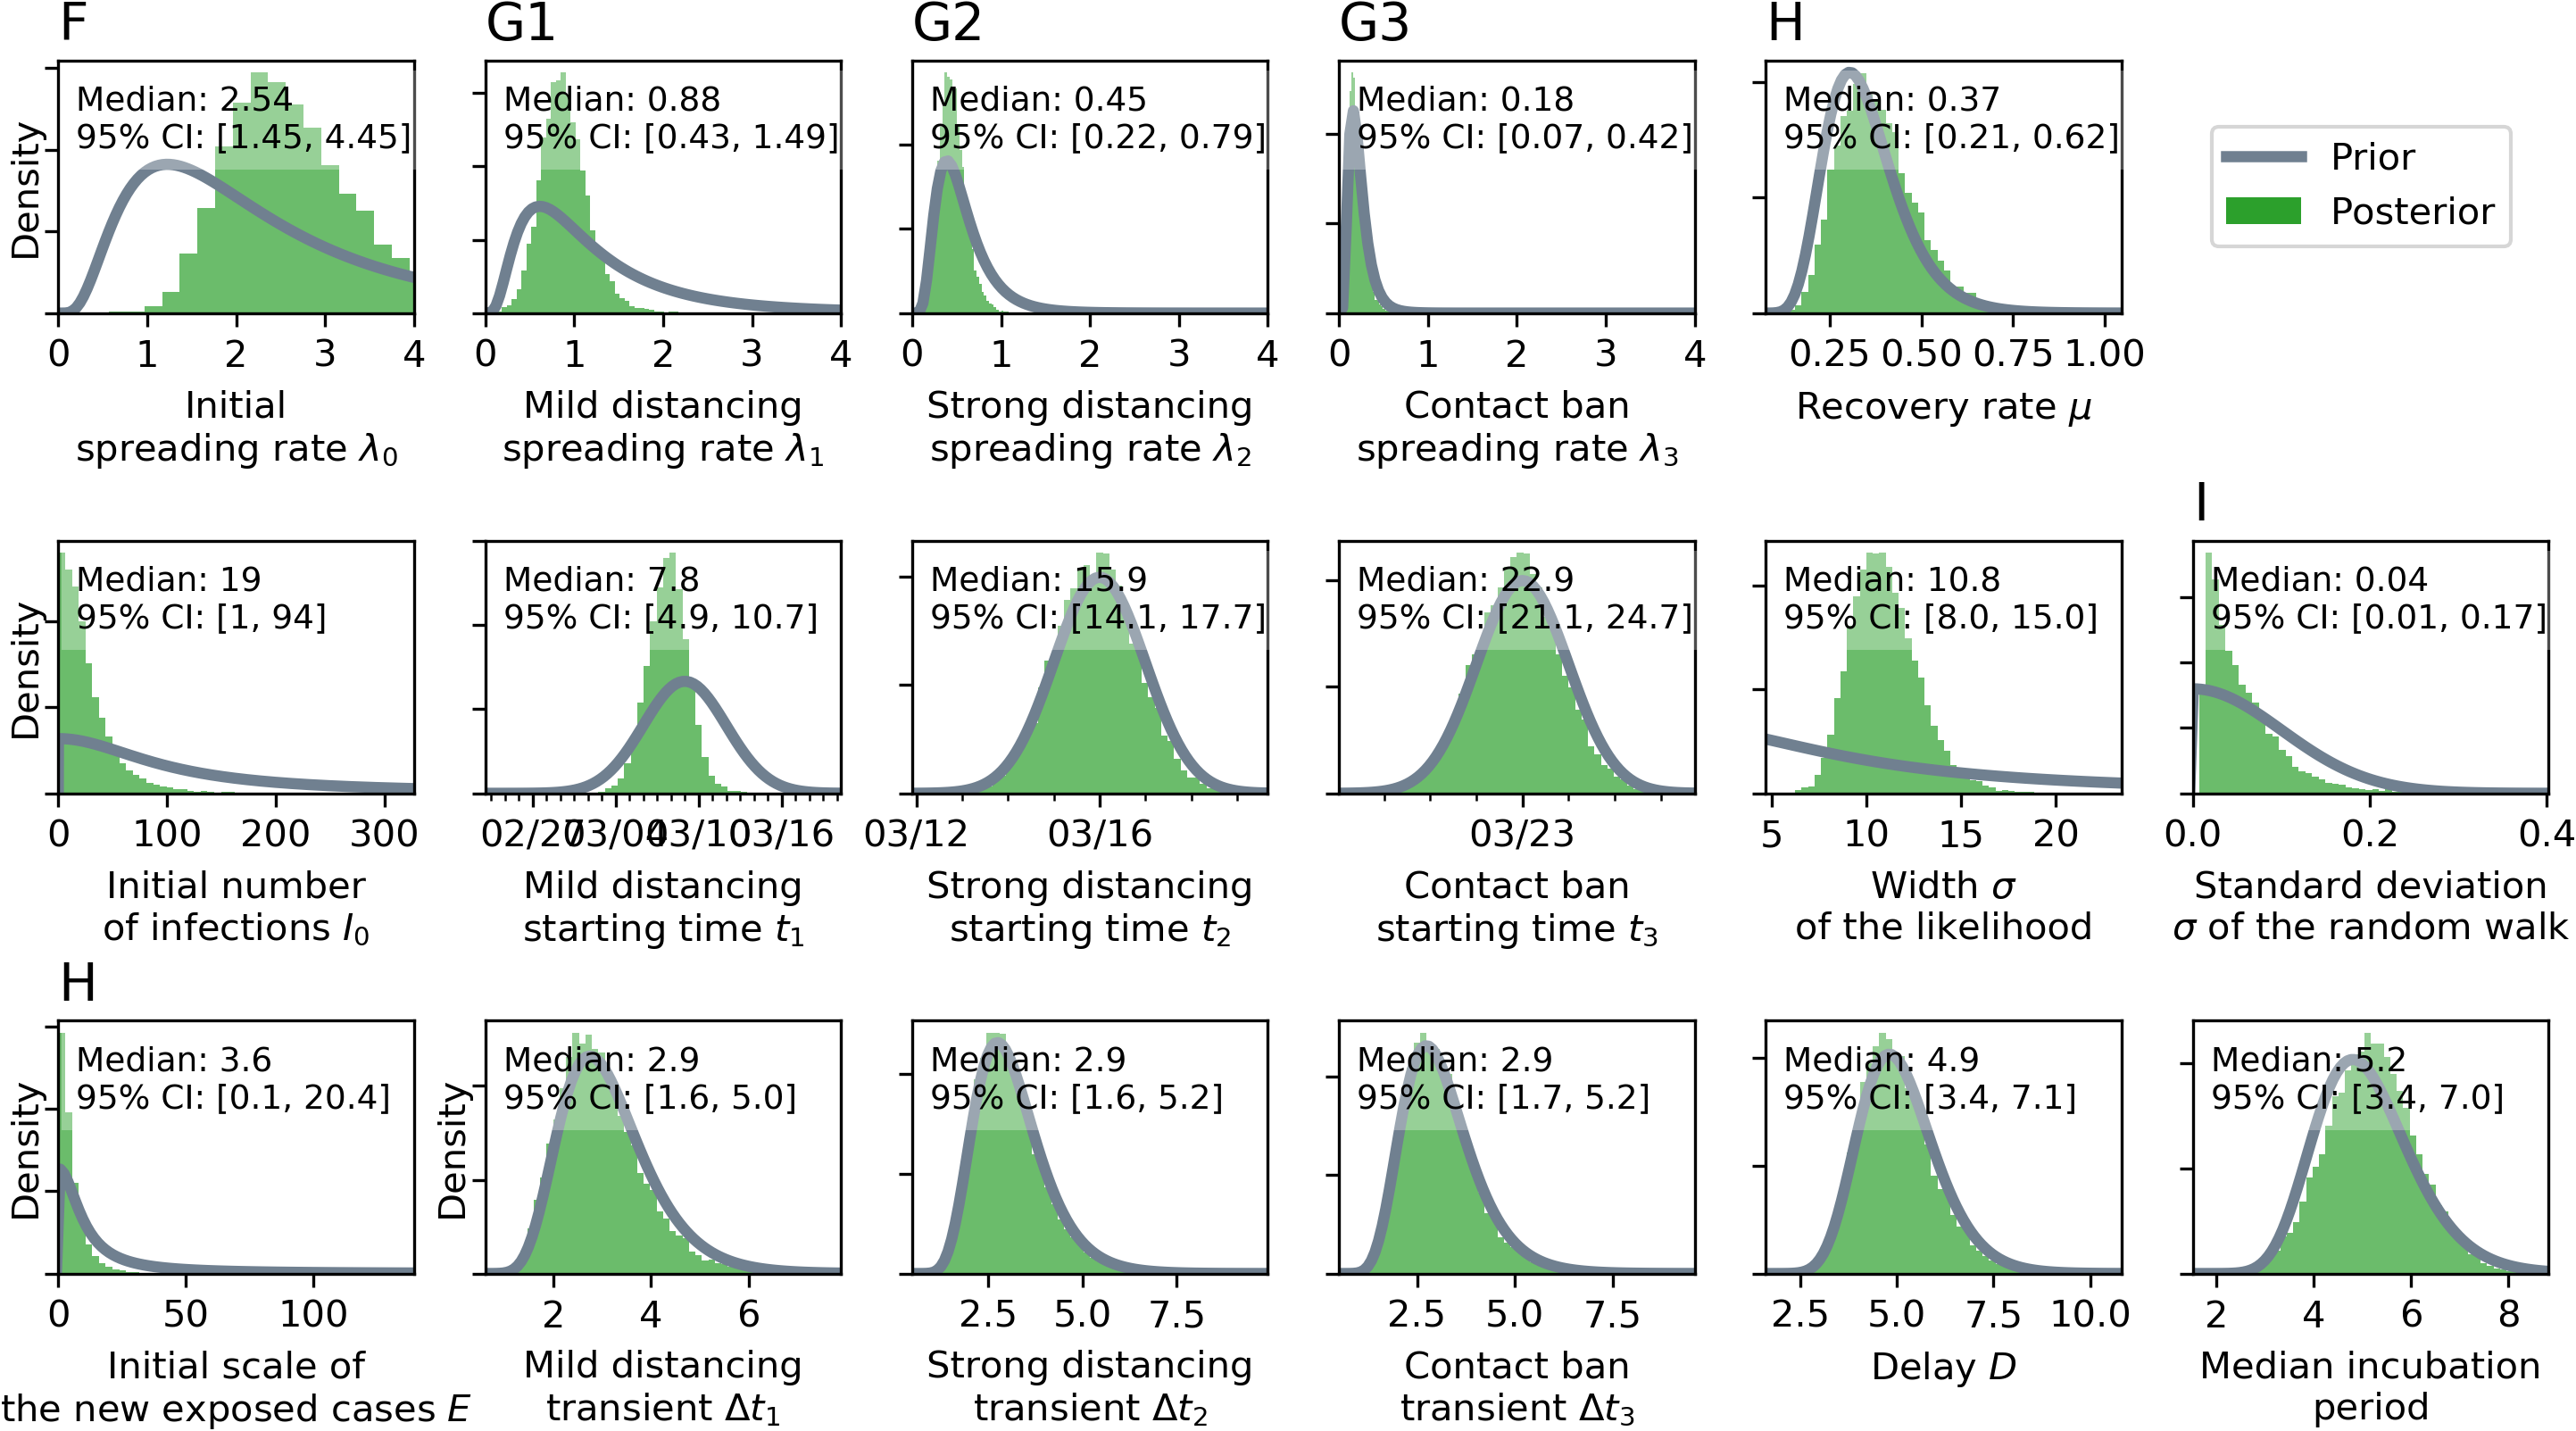 F
G1
G2
G3
H
Density
Median: 2.54
95% CI: [1.45, 4.45]
0 1 2 3 4
Initial
spreading rate λ0
Median: 0.88
95% CI: [0.43, 1.49]
0 1 2 3 4
Mild distancing
spreading rate λ1
Median: 0.45
95% CI: [0.22, 0.79]
0 1 2 3 4
Strong distancing
spreading rate λ2
Median: 0.18
95% CI: [0.07, 0.42]
0 1 2 3 4
Contact ban
spreading rate λ3
Median: 0.37
95% CI: [0.21, 0.62]
0.25 0.50 0.75 1.00
Recovery rate μ
Prior
Posterior
Density
Median: 19
95% CI: [1, 94]
0 100 200 300
Initial number
of infections I0
Median: 7.8
95% CI: [4.9, 10.7]
02/27 03/04 03/10 03/16
Mild distancing
starting time t1
Median: 15.9
95% CI: [14.1, 17.7]
03/12 03/16
Strong distancing
starting time t2
Median: 22.9
95% CI: [21.1, 24.7]
03/23
Contact ban
starting time t3
Median: 10.8
95% CI: [8.0, 15.0]
5 10 15 20
Width σ
of the likelihood
I
Median: 0.04
95% CI: [0.01, 0.17]
0.0 0.2 0.4
Standard deviation
σ of the random walk
H
Density
Median: 3.6
95% CI: [0.1, 20.4]
0 50 100
Initial scale of
the new exposed cases E
Density
Median: 2.9
95% CI: [1.6, 5.0]
2 4 6
Mild distancing
transient Δt1
Median: 2.9
95% CI: [1.6, 5.2]
2.5 5.0 7.5
Strong distancing
transient Δt2
Median: 2.9
95% CI: [1.7, 5.2]
2.5 5.0 7.5
Contact ban
transient Δt3
Median: 4.9
95% CI: [3.4, 7.1]
2.5 5.0 7.5 10.0
Delay D
Median: 5.2
95% CI: [3.4, 7.0]
2 4 6 8
Median incubation
period